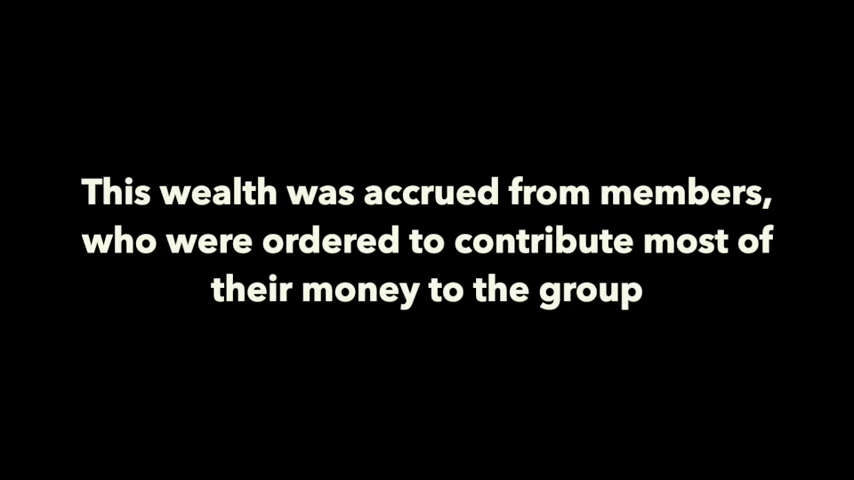 This wealth was accrued from members,
who were ordered to contribute most of
their money to the group